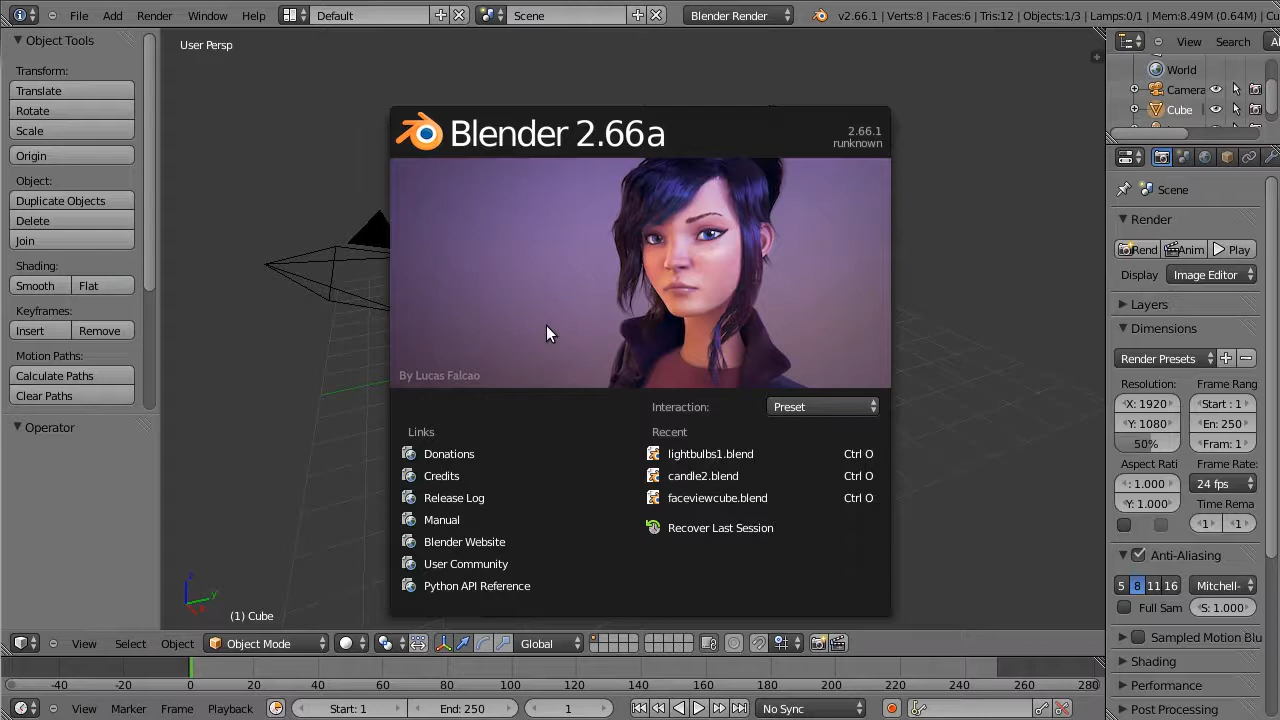 File Add Render Window Help Default Scene Blender Render v2.66.1 | Verts:8 | Faces:6 | Tris:12 | Objects:1/3 | Lamps:0/1 | Mem:8.49M (0.64M) | Cu
Object Tools
Transform:
Translate
Rotate
Scale
Origin
Object:
Duplicate Objects
Delete
Join
Shading:
Smooth Flat
Keyframes:
Insert Remove
Motion Paths:
Calculate Paths
Clear Paths
Operator
User Persp
Blender 2.66a
2.66.1
runknown
By Lucas Falcao
Interaction: Preset
Links
Donations
Credits
Release Log
Manual
Blender Website
User Community
Python API Reference
Recent
lightbulbs1.blend Ctrl O
candle2.blend Ctrl O
faceviewcube.blend Ctrl O
Recover Last Session
z
y
x
(1) Cube
View Search Al
World
Camera
Cube
Scene
Render
Rend Anim Play
Display Image Editor
Layers
Dimensions
Render Presets
Resolution: Frame Rang
X: 1920 Start : 1
Y: 1080 En: 250
50% Fram: 1
Aspect Rati Frame Rate:
: 1.000 24 fps
Y: 1.000 Time Rema
1 1
Anti-Aliasing
5 8 11 16 Mitchell-
Full Sam S: 1.000
Sampled Motion Blu
Shading
Performance
Post Processing
View Select Object Object Mode Global
-40 -20 0 20 40 60 80 100 120 140 160 180 200 220 240 260 280
View Marker Frame Playback Start: 1 End: 250 1 No Sync